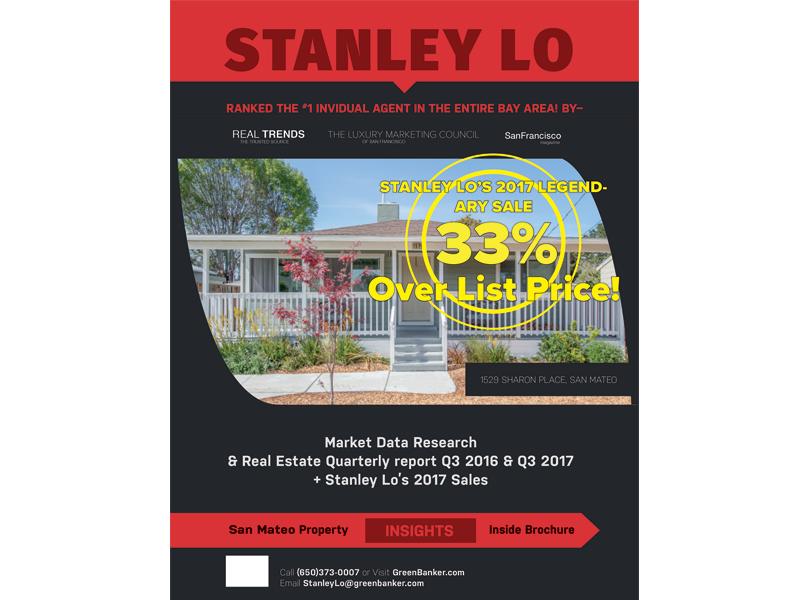 STANLEY LO
RANKED THE #1 INVIDUAL AGENT IN THE ENTIRE BAY AREA! BY–
REAL TRENDS
THE TRUSTED SOURCE
THE LUXURY MARKETING COUNCIL
OF SAN FRANCISCO
SanFrancisco
magazine
STANLEY LO'S 2017 LEGEND-
ARY SALE
33%
Over List Price!
1529 SHARON PLACE, SAN MATEO
Market Data Research
& Real Estate Quarterly report Q3 2016 & Q3 2017
+ Stanley Lo's 2017 Sales
San Mateo Property INSIGHTS Inside Brochure
Call (650)373-0007 or Visit GreenBanker.com
Email StanleyLo@greenbanker.com